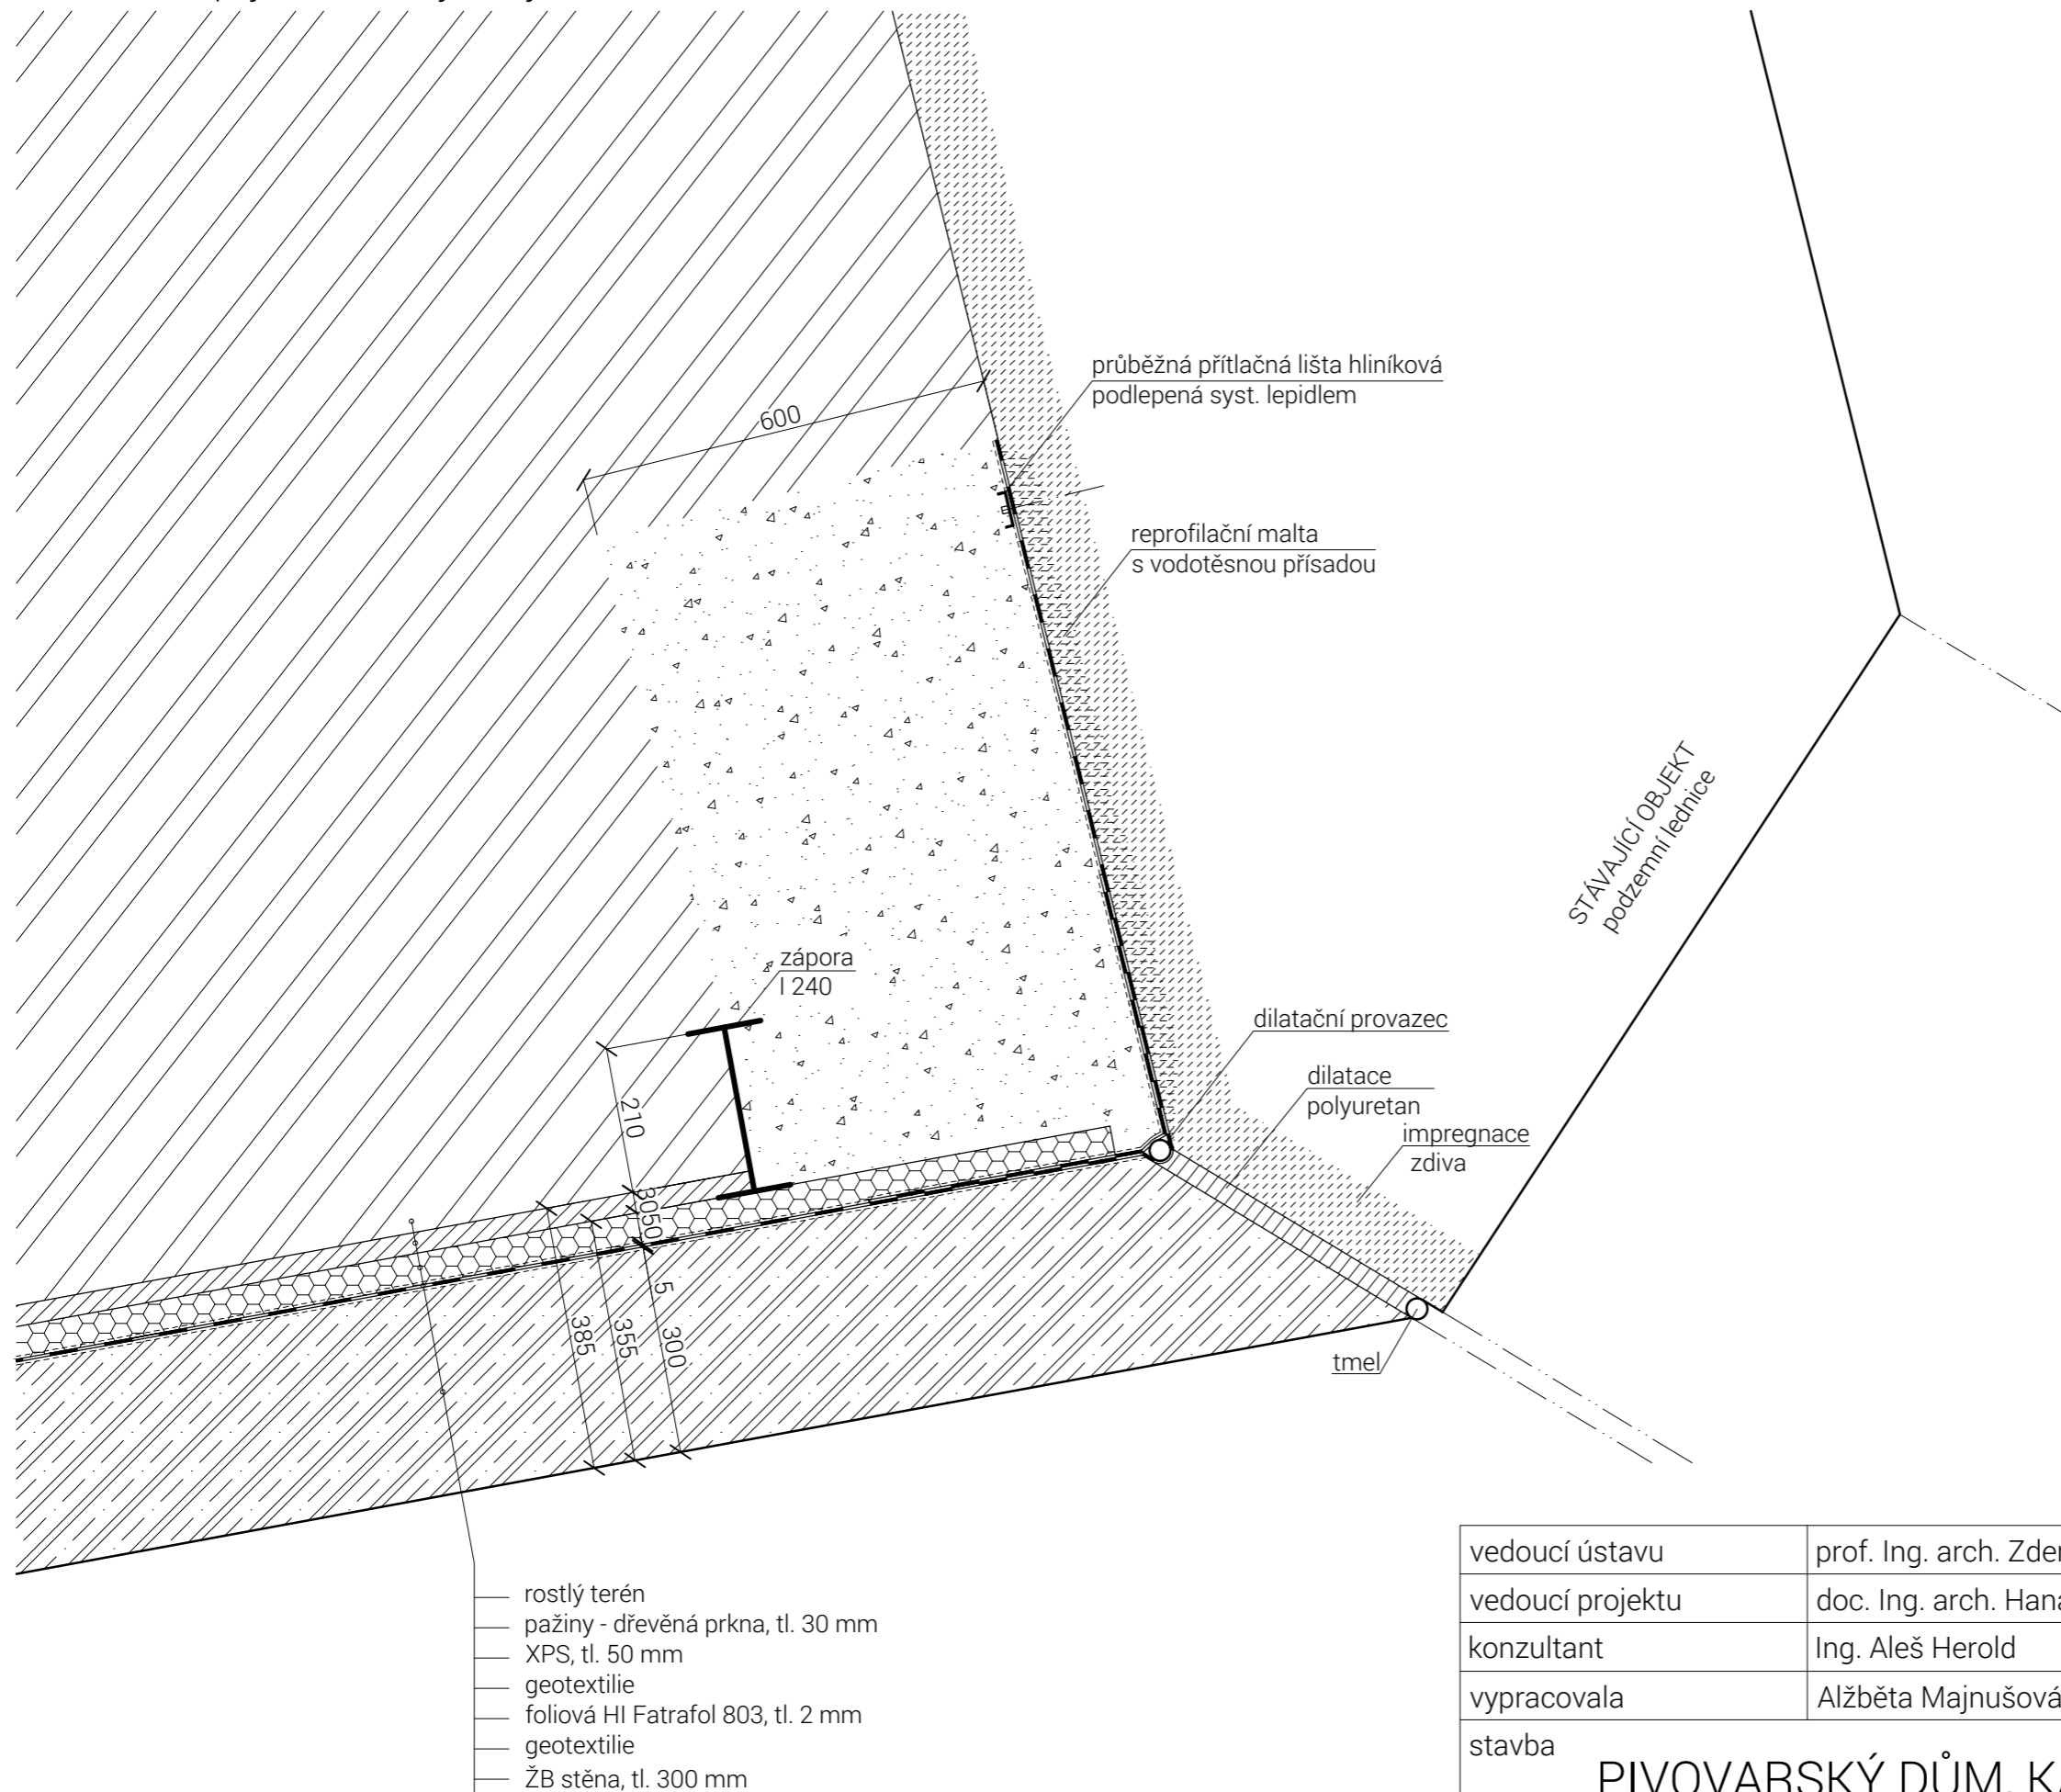 průběžná přítlačná lišta hliníková
podlepená syst. lepidlem
600
reprofilační malta
s vodotěsnou přísadou
STÁVAJÍCÍ OBJEKT
podzemní lednice
zápora
I 240
dilatační provazec
dilatace
polyuretan
impregnace
zdiva
210
30
50
5
385
355
300
tmel
rostlý terén
pažiny - dřevěná prkna, tl. 30 mm
XPS, tl. 50 mm
geotextilie
foliová HI Fatrafol 803, tl. 2 mm
geotextilie
ŽB stěna, tl. 300 mm
vedoucí ústavu prof. Ing. arch.
vedoucí projektu doc. Ing. arch. Hana
konzultant Ing. Aleš Herold
vypracovala Alžběta Majnušová
stavba
PIVOVARSKÝ DŮM,